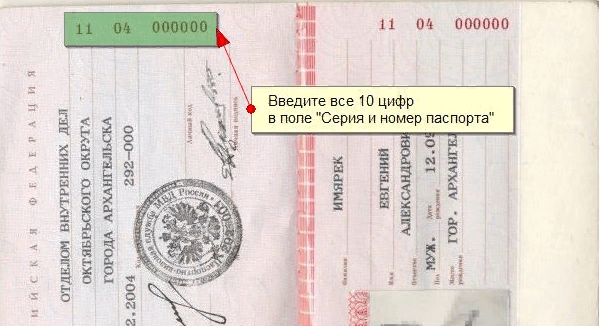 11 04 000000
11 04 000000
Введите все 10 цифр
в поле "Серия и номер паспорта"
ИЙСКАЯ ФЕДЕРАЦИЯ
ОТДЕЛОМ ВНУТРЕННИХ ДЕЛ
ОКТЯБРЬСКОГО ОКРУГА
ГОРОДА АРХАНГЕЛЬСКА
2.2004
292-000
Код
Личная подпись
ИМЯРЕК
Фамилия
ЕВГЕНИЙ
Имя
АЛЕКСАНДРОВИ
Отчество
МУЖ.
Пол
12.09
Дата
рождения
ГОР. АРХАНГЕЛ
Место
рождения